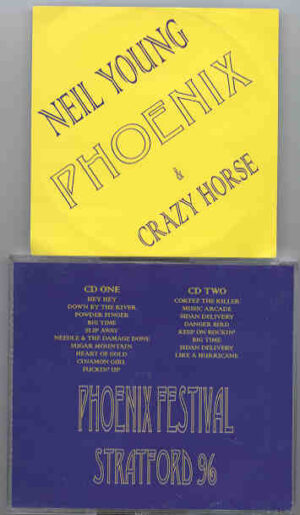 NEIL YOUNG
PHOENIX
&
CRAZY HORSE
CD ONE
HEY HEY
DOWN BY THE RIVER
POWDER FINGER
BIG TIME
SLIP AWAY
NEEDLE & THE DAMAGE DONE
SUGAR MOUNTAIN
HEART OF GOLD
CINAMON GIRL
FUCKIN' UP
CD TWO
CORTEZ THE KILLER
MUSIC ARCADE
SEDAN DELIVERY
DANGER BIRD
KEEP ON ROCKIN'
BIG TIME
SEDAN DELIVERY
LIKE A HURRICANE
PHOENIX FESTIVAL
STRATFORD 96